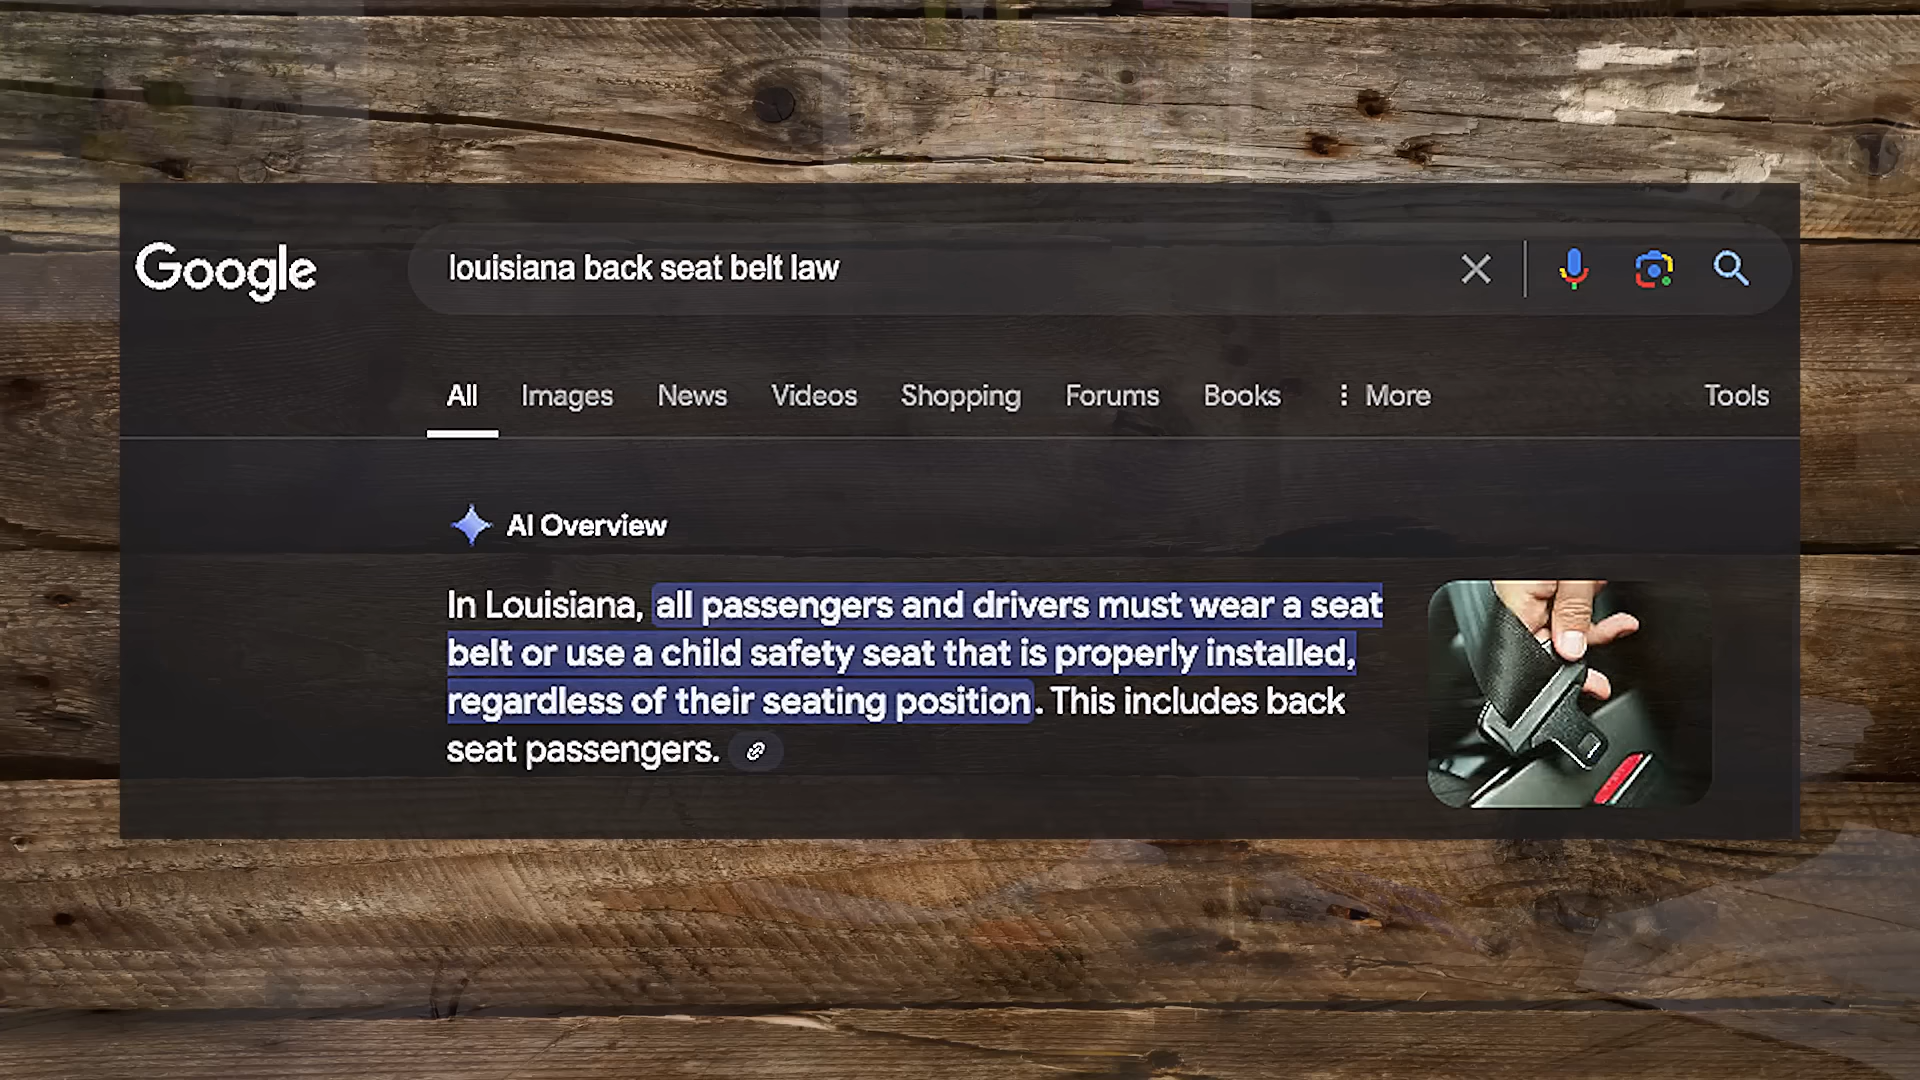 Google
louisiana back seat belt law
All Images News Videos Shopping Forums Books More Tools
AI Overview
In Louisiana, all passengers and drivers must wear a seat
belt or use a child safety seat that is properly installed,
regardless of their seating position. This includes back
seat passengers.